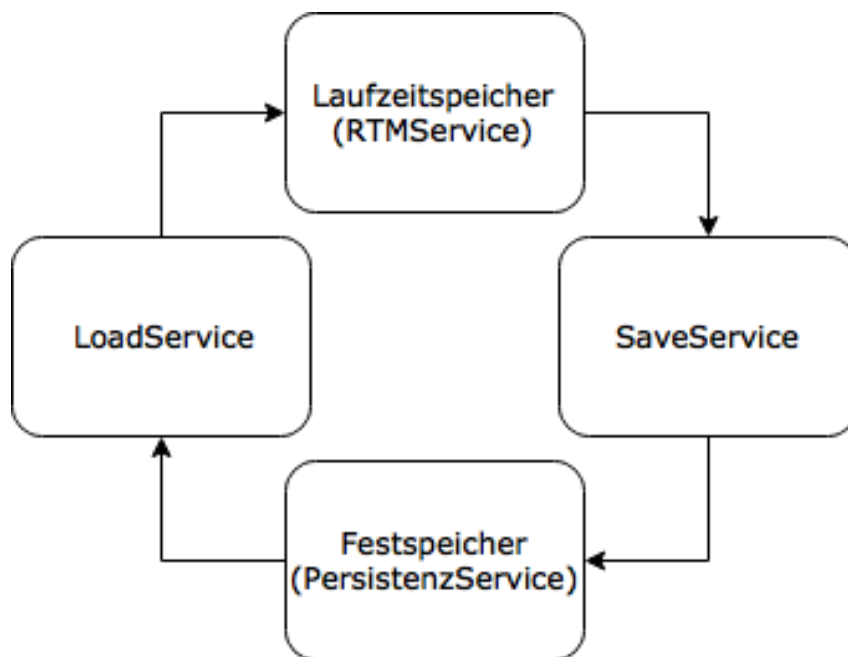 Laufzeitspeicher
(RTMService)
LoadService
SaveService
Festspeicher
(PersistenzService)